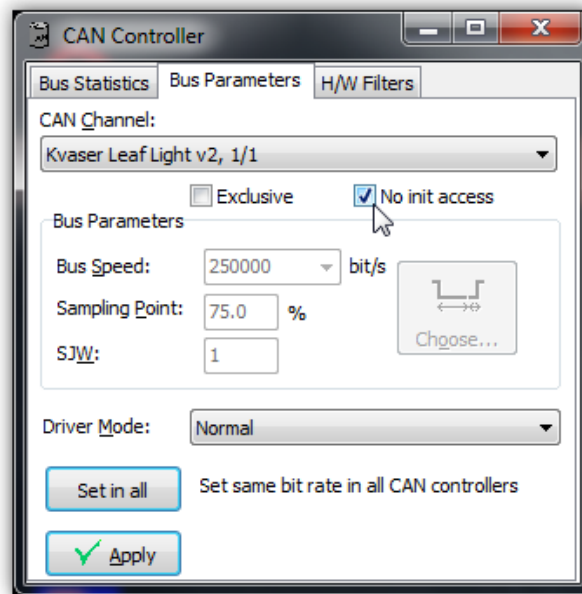 CAN Controller
Bus Statistics Bus Parameters H/W Filters
CAN Channel:
Kvaser Leaf Light v2, 1/1
Exclusive No init access
Bus Parameters
Bus Speed: 250000 bit/s
Sampling Point: 75.0 %
Choose...
SJW: 1
Driver Mode: Normal
Set in all Set same bit rate in all CAN controllers
Apply